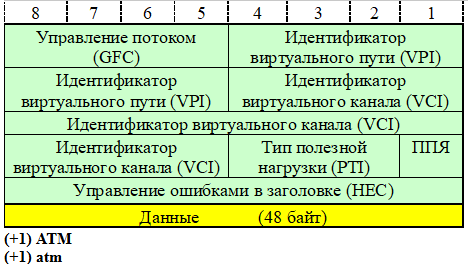 8 7 6 5 4 3 2 1
Управление потоком
(GFC)
Идентификатор
виртуального пути (VPI)
Идентификатор
виртуального пути (VPI)
Идентификатор
виртуального канала (VCI)
Идентификатор виртуального канала (VCI)
Идентификатор
виртуального канала (VCI)
Тип полезной
нагрузки (PTI)
ППЯ
Управление ошибками в заголовке (HEC)
Данные (48 байт)
(+1) ATM
(+1) atm